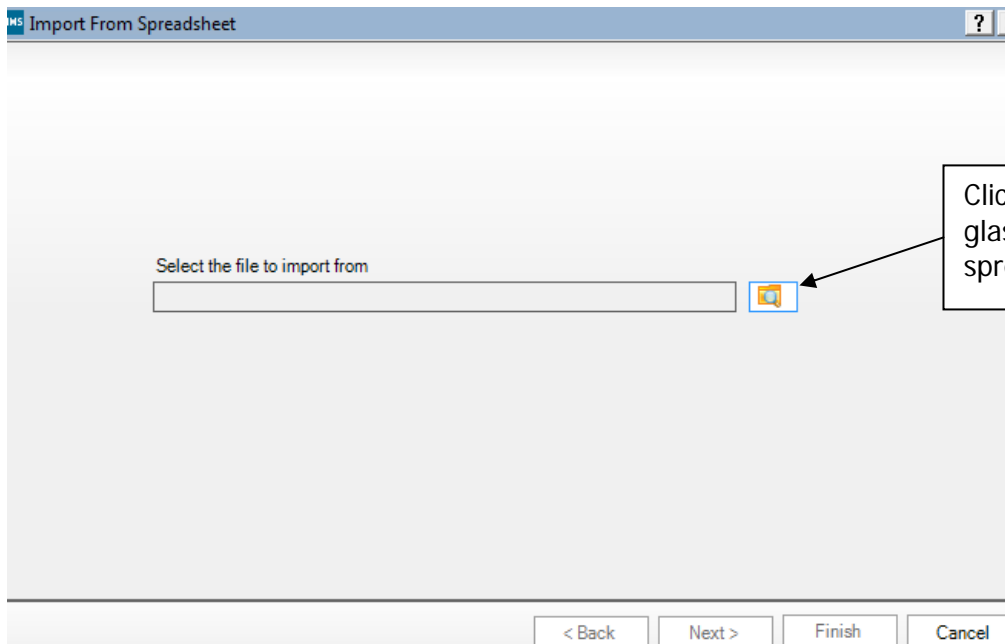 Import From Spreadsheet ?
Select the file to import from
< Back Next > Finish Cancel